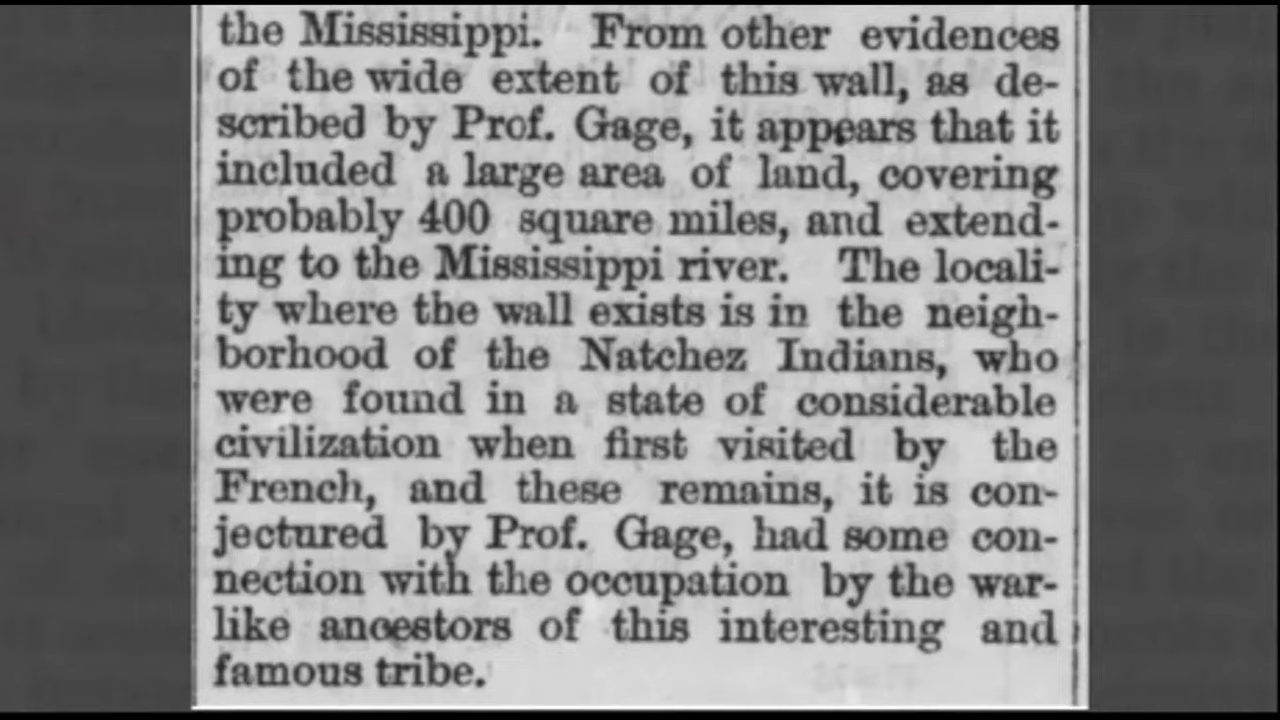 the Mississippi. From other evidences
of the wide extent of this wall, as de-
scribed by Prof. Gage, it appears that it
included a large area of land, covering
probably 400 square miles, and extend-
ing to the Mississippi river. The locali-
ty where the wall exists is in the neigh-
borhood of the Natchez Indians, who
were found in a state of considerable
civilization when first visited by the
French, and these remains, it is con-
jectured by Prof. Gage, had some con-
nection with the occupation by the war-
like ancestors of this interesting and
famous tribe.